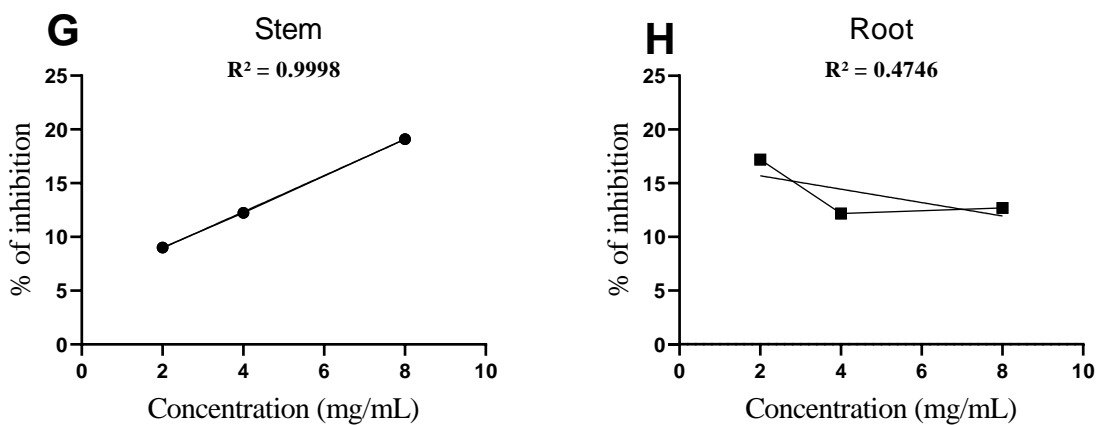 G
Stem
R² = 0.9998
25
20
15
10
5
0
% of inhibition
0 2 4 6 8 10
Concentration (mg/mL)
H
Root
R² = 0.4746
25
20
15
10
5
0
% of inhibition
0 2 4 6 8 10
Concentration (mg/mL)